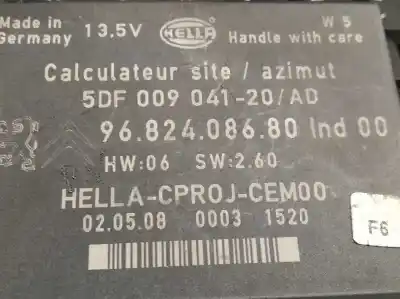 Made in
Germany
13.5V
HELLA
W 5
Handle with care
Calculateur site / azimut
5DF 009 041-20/AD
96.824.086.80 Ind 00
HW:06 SW:2.60
HELLA-CPROJ-CEM00
02.05.08 0003 1520
F6